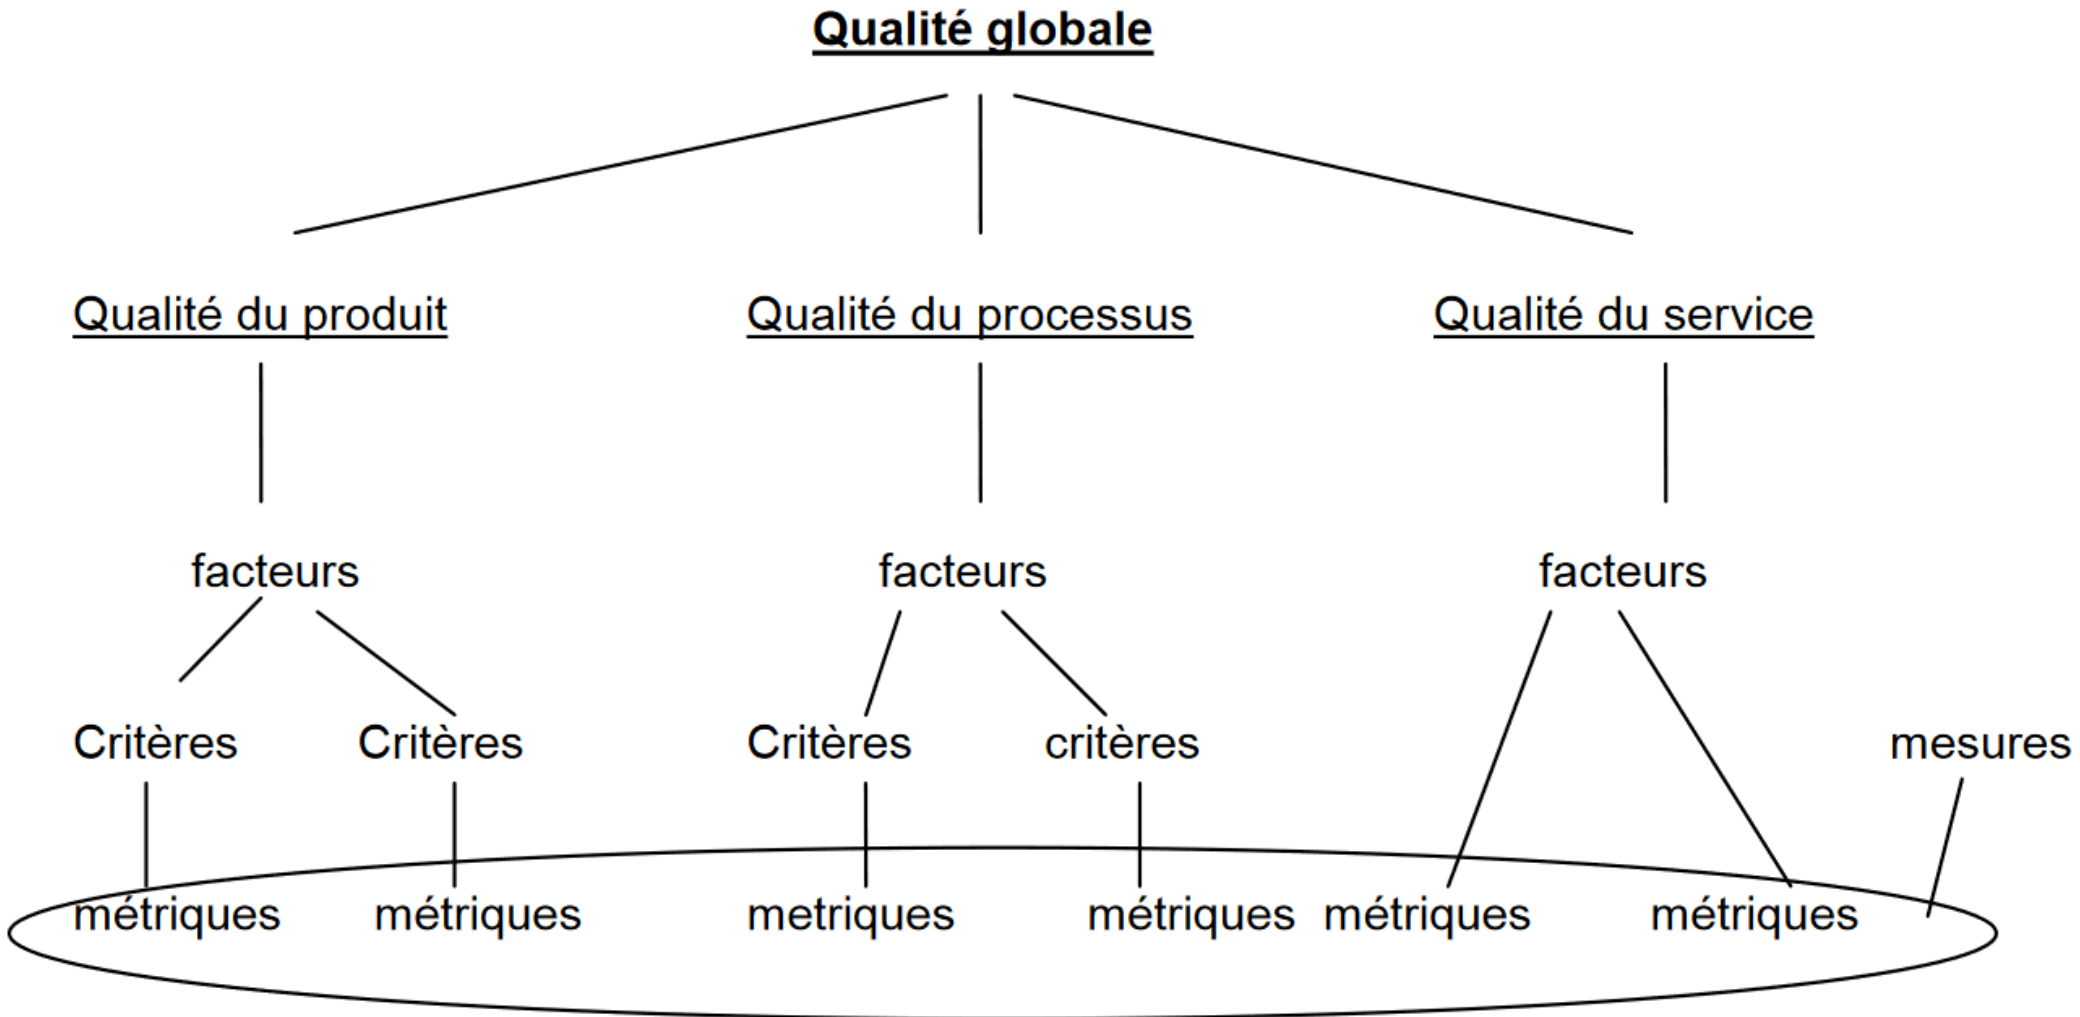 Qualité globale
Qualité du produit Qualité du processus Qualité du service
facteurs facteurs facteurs
Critères Critères Critères critères mesures
métriques métriques metriques métriques métriques métriques